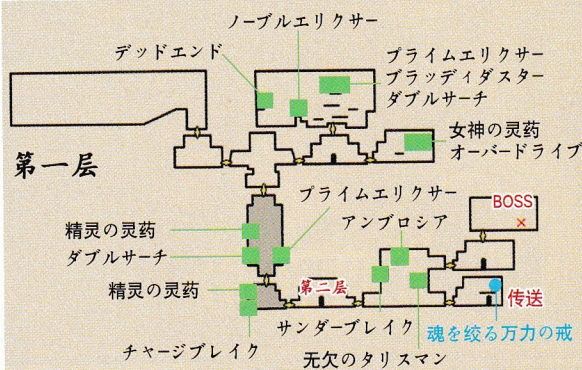 ノーブルエリクサー
デッドエンド
プライムエリクサー
ブラッディダスター
ダブルサーチ
女神の灵药
オーバードライブ
第一层
プライムエリクサー
アンブロシア
BOSS
精灵の灵药
ダブルサーチ
精灵の灵药
第二层
传送
サンダーブレイク
魂を绞る万力の戒
チャージブレイク
无欠のタリスマン